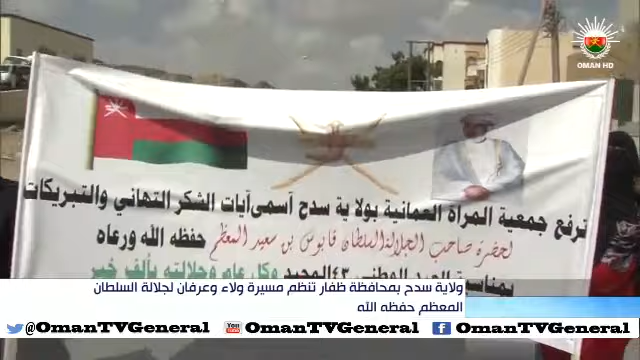 OMAN HD
ترفع جمعية المرأة العمانية بولاية سدح أسمى آيات الشكر التهاني والتبريكات
لحضرة صاحب الجلالة السلطان قابوس بن سعيد المعظم حفظه الله ورعاه
بمناسبة العيد الوطني ٤٣ المجيد وكل عام وجلالته بألف خير
ولاية سدح بمحافظة ظفار تنظم مسيرة ولاء وعرفان لجلالة السلطان
المعظم حفظه الله
@OmanTVGeneral YouTube OmanTVGeneral f OmanTVGeneral